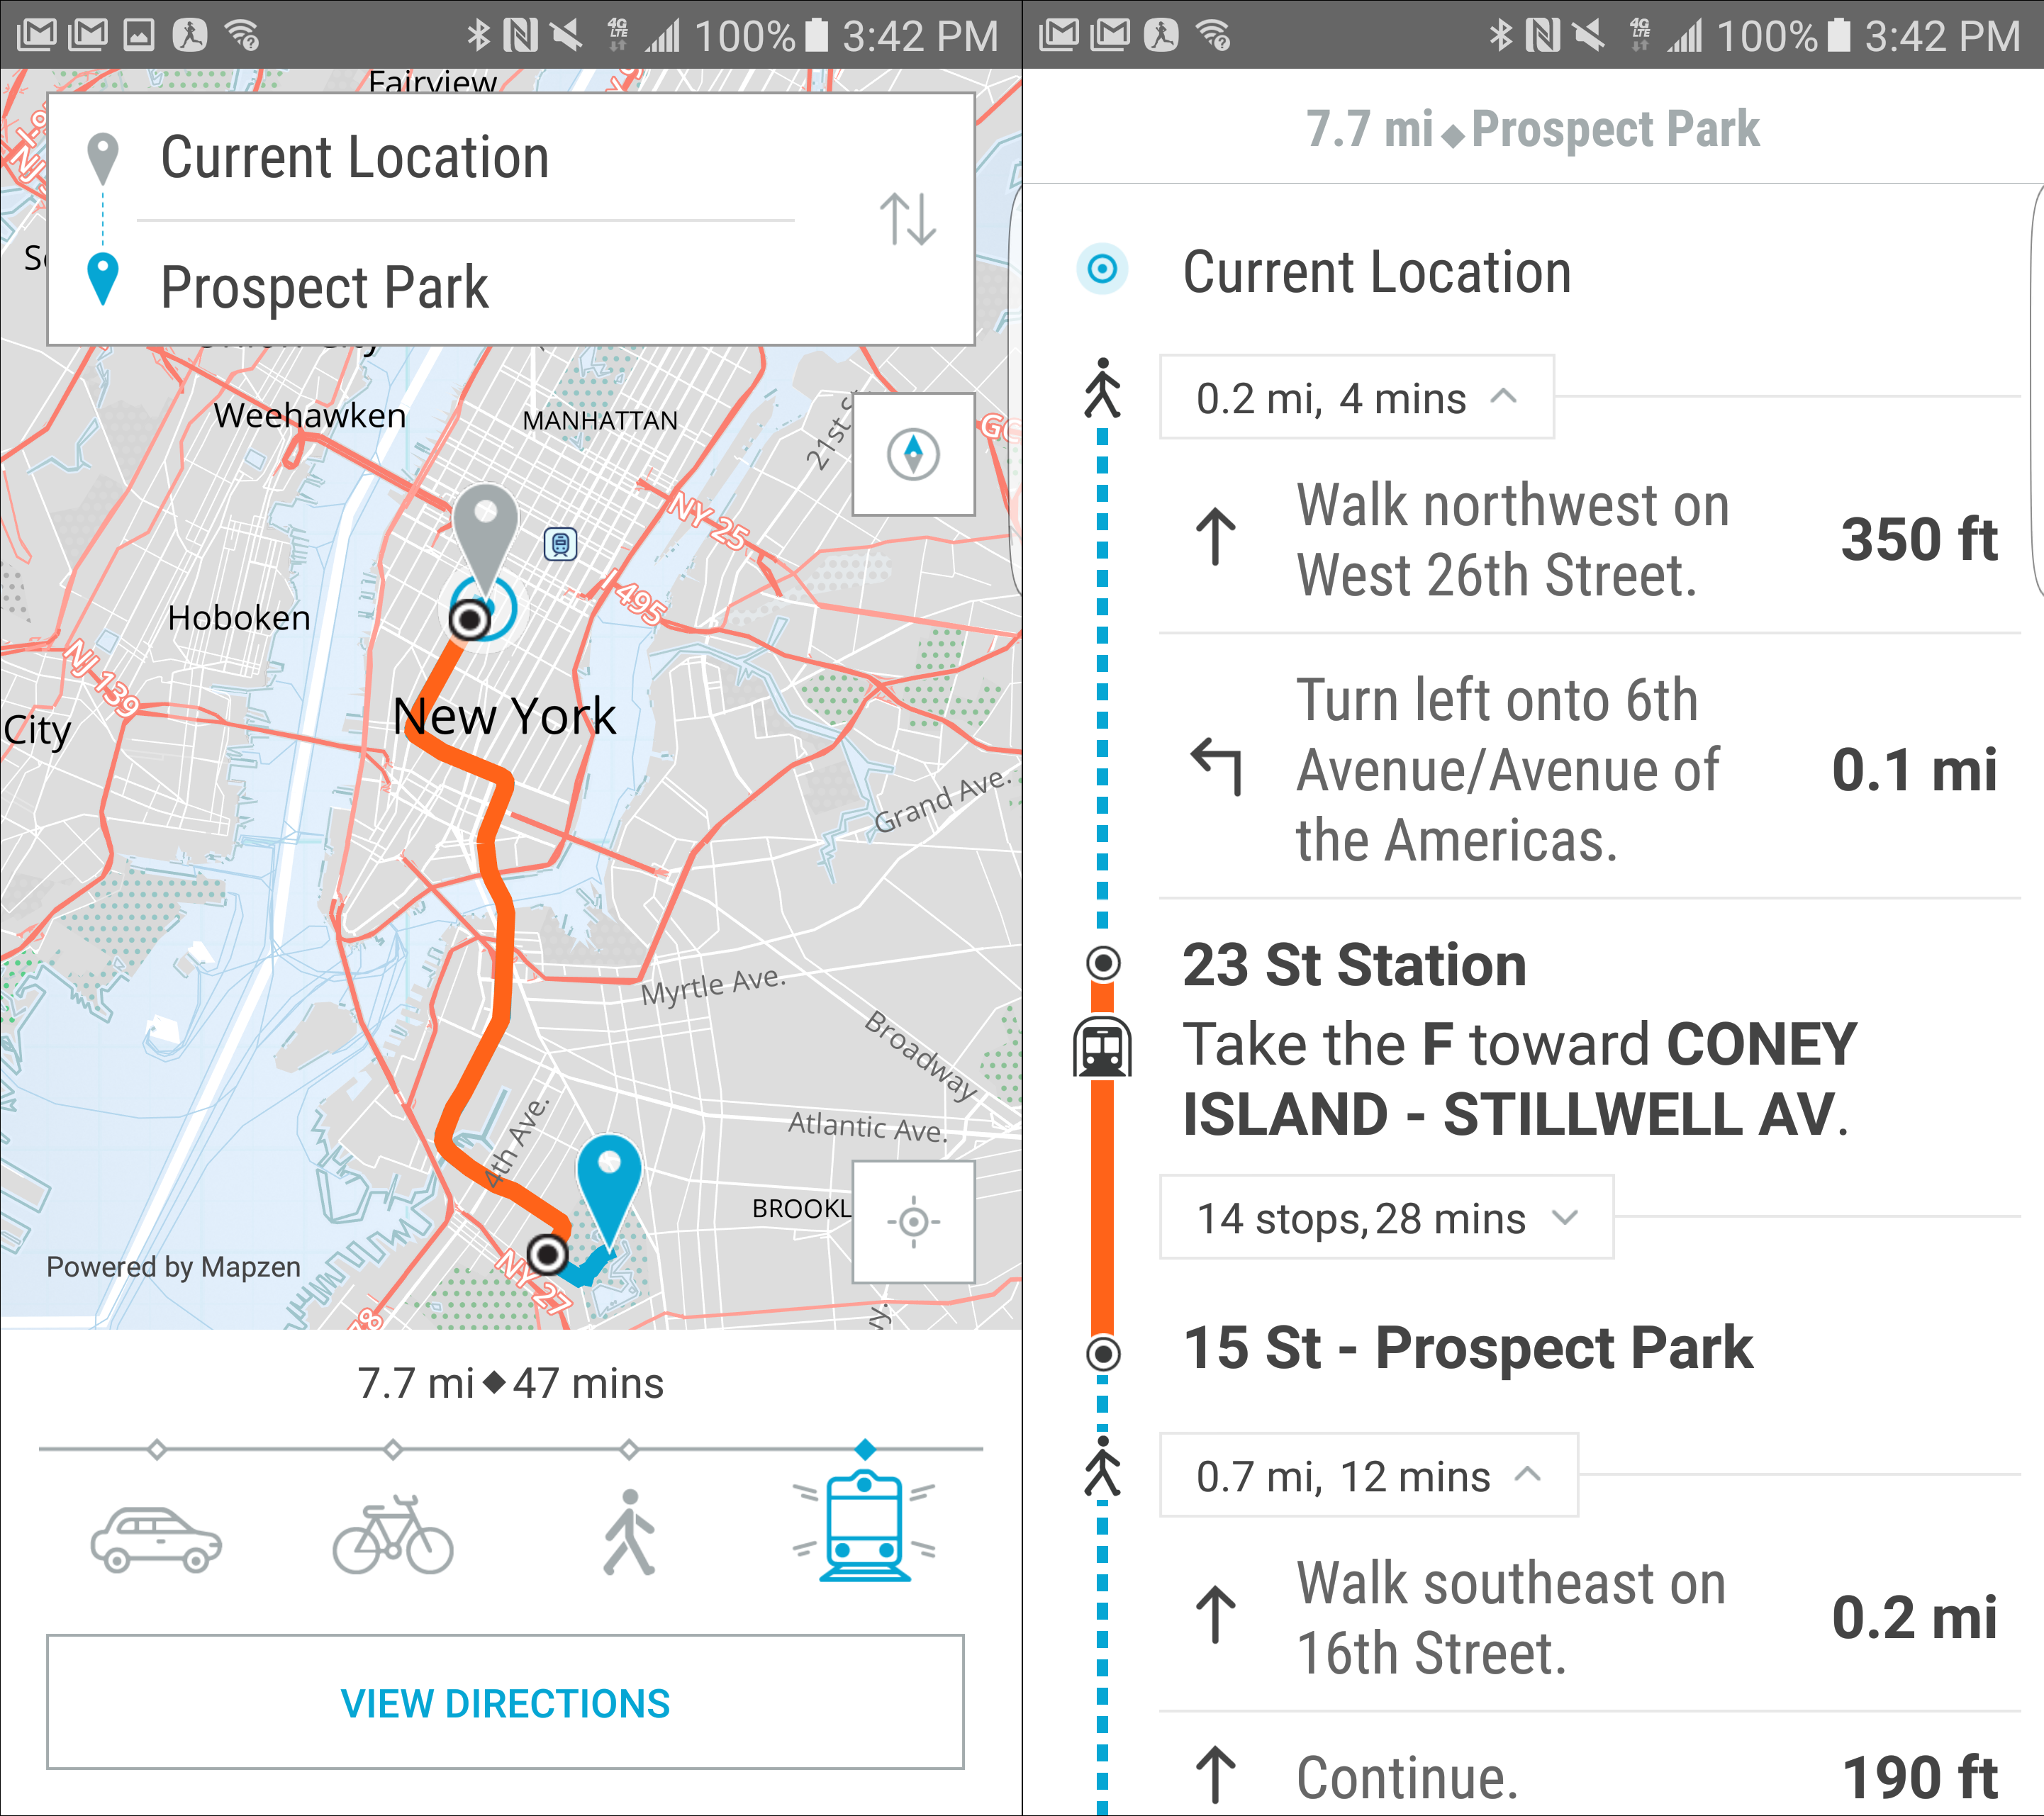 100% 3:42 PM
Fairview
Current Location
Prospect Park
Weehawken
MANHATTAN
21st
NY 25
I 495
Hoboken
NJ 139
New York
City
Grand Ave.
Myrtle Ave.
Broadway
4th Ave.
Atlantic Ave.
BROOKL
Powered by Mapzen
NY 27
7.7 mi◆47 mins
VIEW DIRECTIONS
100% 3:42 PM
7.7 mi◆Prospect Park
Current Location
0.2 mi, 4 mins
Walk northwest on
West 26th Street.
350 ft
Turn left onto 6th
Avenue/Avenue of
the Americas.
0.1 mi
23 St Station
Take the F toward CONEY
ISLAND - STILLWELL AV.
14 stops, 28 mins
15 St - Prospect Park
0.7 mi, 12 mins
Walk southeast on
16th Street.
0.2 mi
Continue.
190 ft